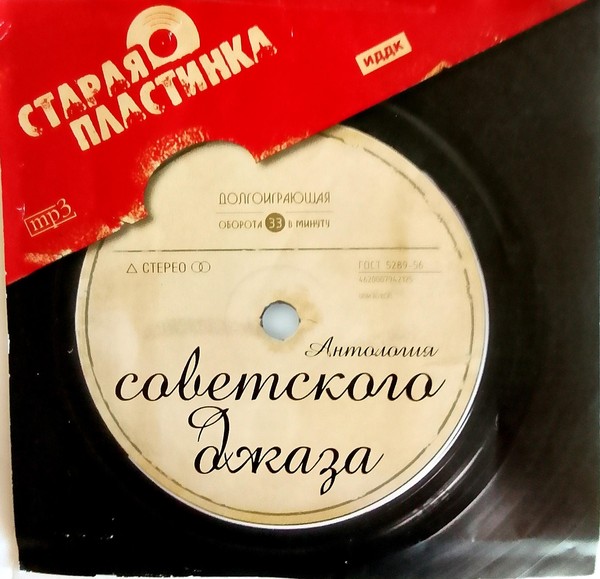 СТАРАЯ
ПЛАСТИНКА
ИДДК
mp3
ДОЛГОИГРАЮЩАЯ
ОБОРОТА 33 В МИНУТУ
СТЕРЕО
ГОСТ 5289-56
Антология
советского
джаза